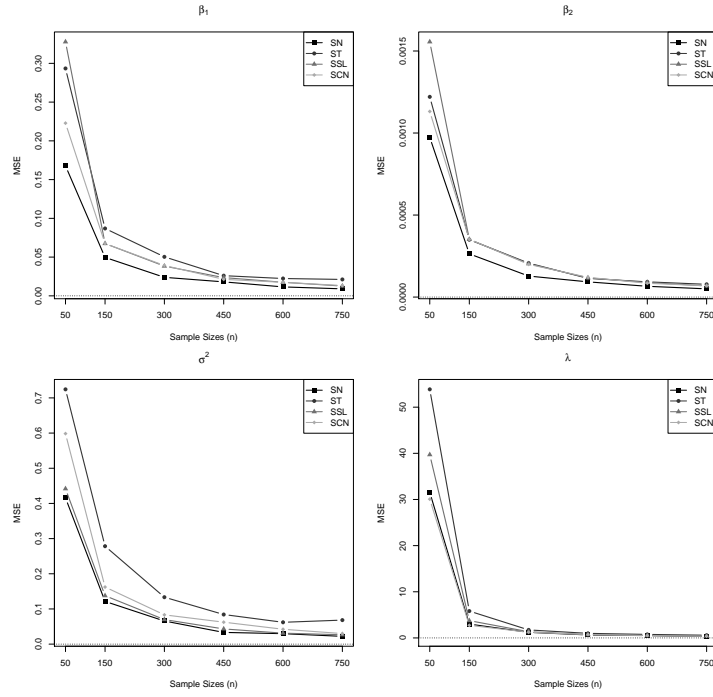 β1
MSE
0.00 0.05 0.10 0.15 0.20 0.25 0.30
SN
ST
SSL
SCN
50 150 300 450 600 750
Sample Sizes (n)
β2
MSE
0.0000 0.0005 0.0010 0.0015
SN
ST
SSL
SCN
50 150 300 450 600 750
Sample Sizes (n)
σ2
MSE
0.0 0.1 0.2 0.3 0.4 0.5 0.6 0.7
SN
ST
SSL
SCN
50 150 300 450 600 750
Sample Sizes (n)
λ
MSE
0 10 20 30 40 50
SN
ST
SSL
SCN
50 150 300 450 600 750
Sample Sizes (n)